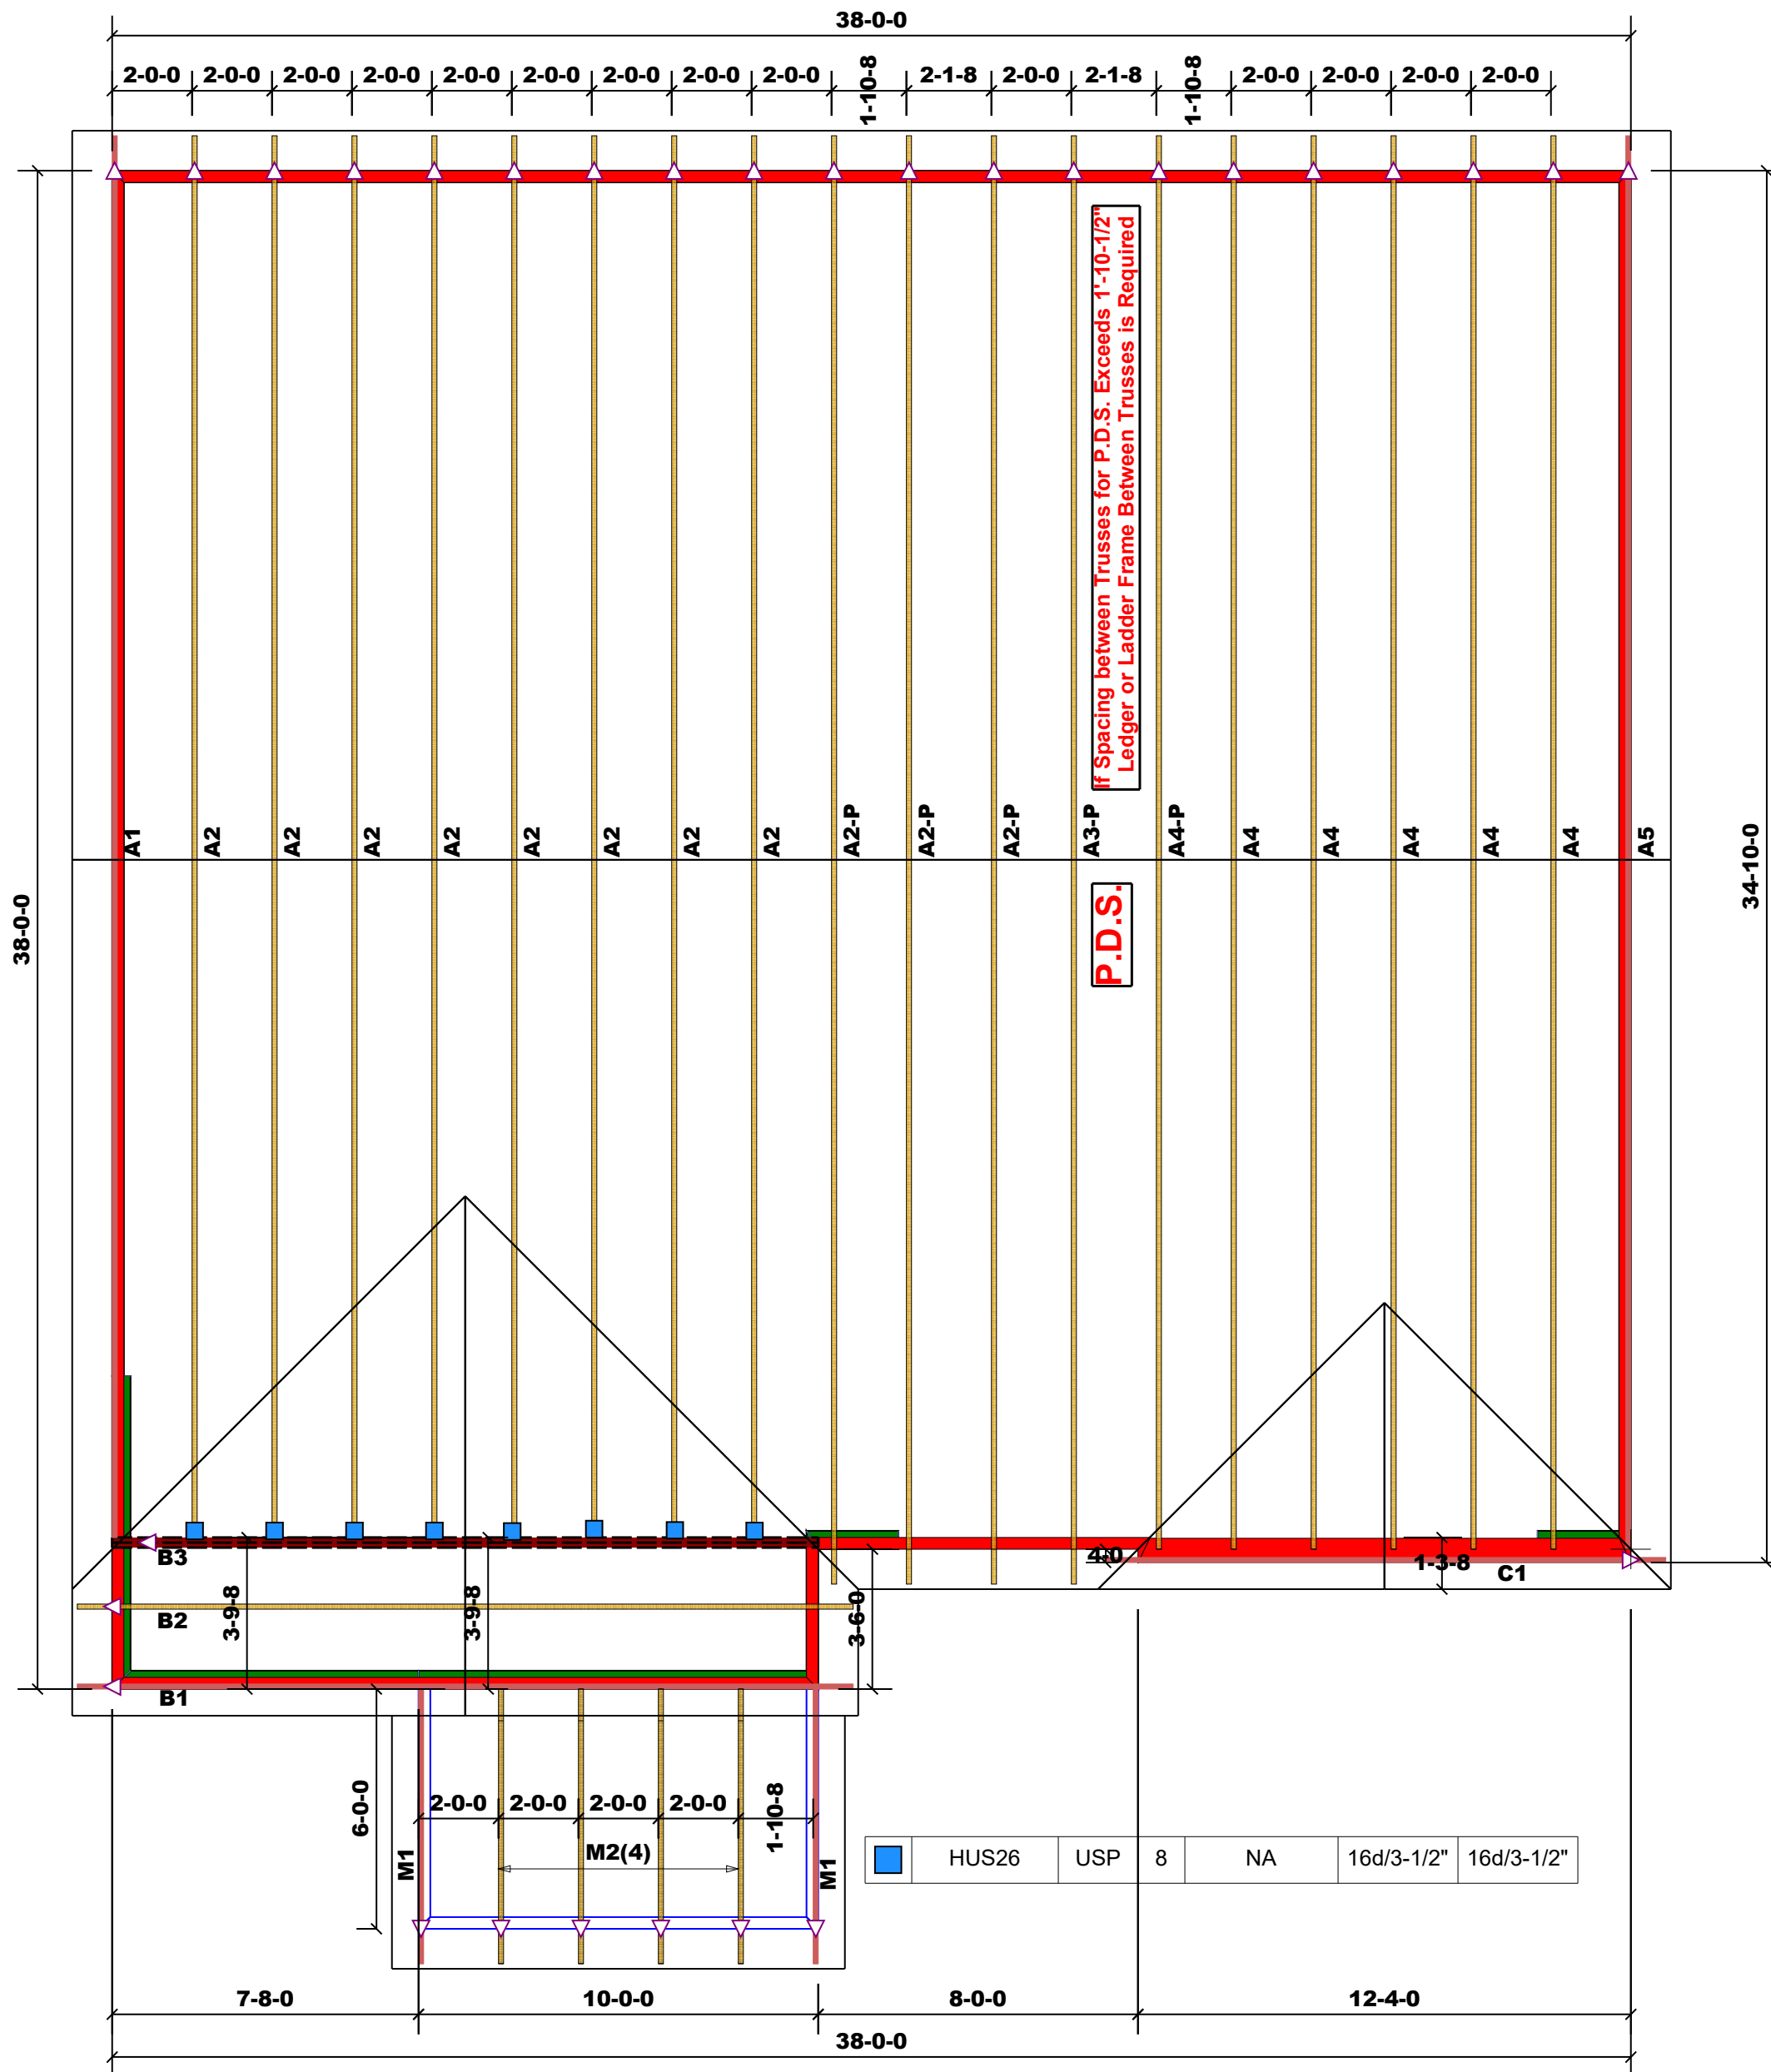 38-0-0
2-0-0 2-0-0 2-0-0 2-0-0 2-0-0 2-0-0 2-0-0 2-0-0 2-0-0 1-10-8 2-1-8 2-0-0 2-1-8 1-10-8 2-0-0 2-0-0 2-0-0 2-0-0
If Spacing between Trusses for P.D.S. Exceeds 1'-10-1/2"
Ledger or Ladder Frame Between Trusses is Required
A1 A2 A2 A2 A2 A2 A2 A2 A2 A2-P A2-P A2-P A3-P A4-P A4 A4 A4 A4 A4 A5
38-0-0
34-10-0
P.D.S.
B3
4-0
1-3-8
C1
B2
3-9-8
3-9-8
3-6-0
B1
6-0-0
2-0-0 2-0-0 2-0-0 2-0-0 1-10-8
M2(4)
M1
M1
HUS26 USP 8 NA 16d/3-1/2" 16d/3-1/2"
7-8-0 10-0-0 8-0-0 12-4-0
38-0-0